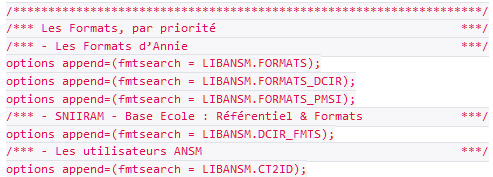 /******************************************************************/
/*** Les Formats, par priorité ***/
/*** - Les Formats d’Annie ***/
options append=(fmtsearch = LIBANSM.FORMATS);
options append=(fmtsearch = LIBANSM.FORMATS_DCIR);
options append=(fmtsearch = LIBANSM.FORMATS_PMSI);
/*** - SNIIRAM - Base Ecole : Référentiel & Formats ***/
options append=(fmtsearch = LIBANSM.DCIR_FMTS);
/*** - Les utilisateurs ANSM ***/
options append=(fmtsearch = LIBANSM.CT2ID);